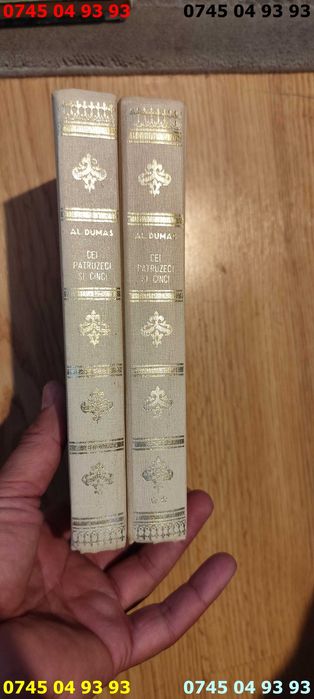 0745 04 93 93
0745 04 93 93
AL. DUMAS
CEI
PATRUZECI
ȘI CINCI
AL. DUMAS
CEI
PATRUZECI
ȘI CINCI
0745 04 93 93
0745 04 93 93